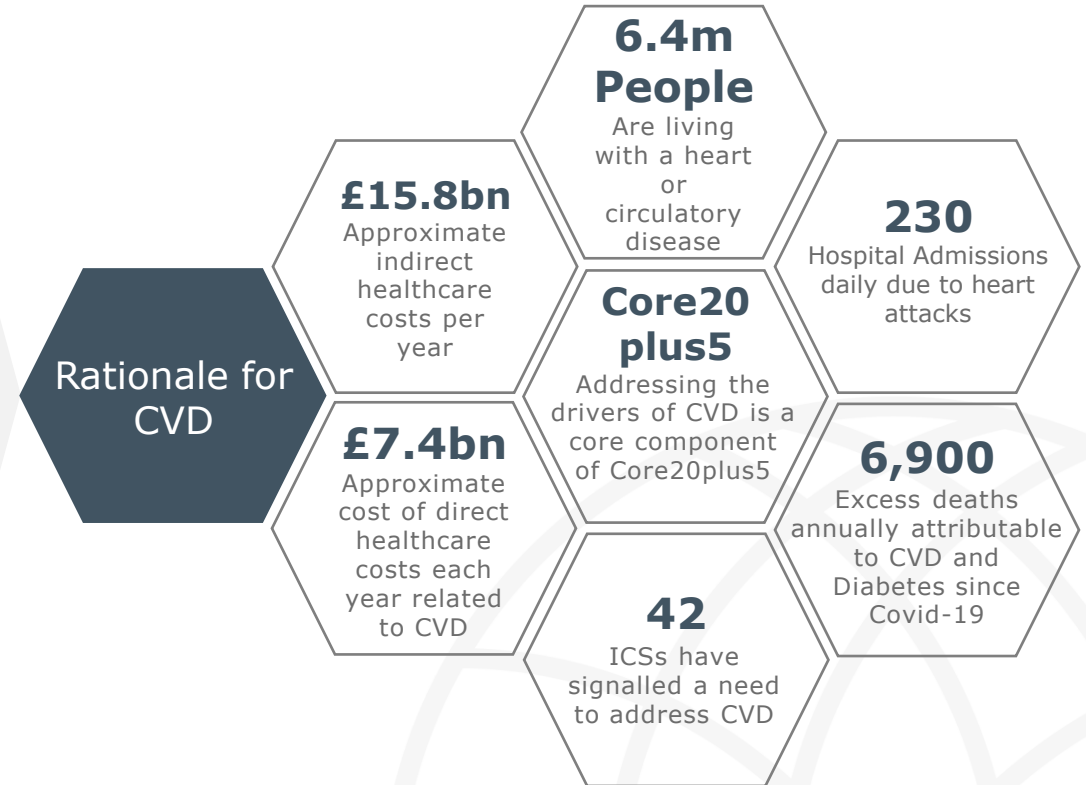 Rationale for
CVD
£15.8bn
Approximate
indirect
healthcare
costs per
year
£7.4bn
Approximate
cost of direct
healthcare
costs each
year related
to CVD
6.4m
People
Are living
with a heart
or
circulatory
disease
Core20
plus5
Addressing the
drivers of CVD is a
core component
of Core20plus5
42
ICSs have
signalled a need
to address CVD
230
Hospital Admissions
daily due to heart
attacks
6,900
Excess deaths
annually attributable
to CVD and
Diabetes since
Covid-19